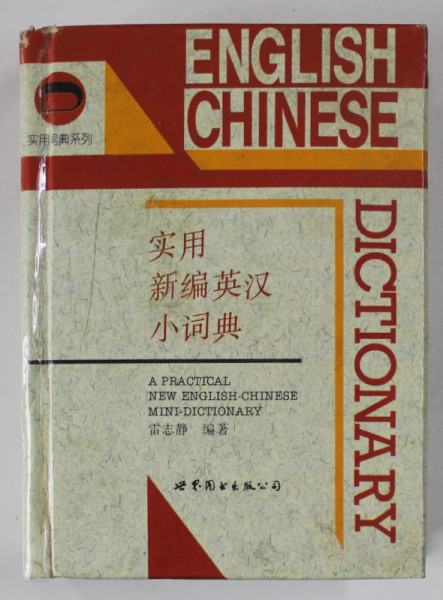 ENGLISH
CHINESE
DICTIONARY
实用词典系列
实用
新编英汉
小词典
A PRACTICAL
NEW ENGLISH-CHINESE
MINI-DICTIONARY
雷志静 编著
世界图书出版公司